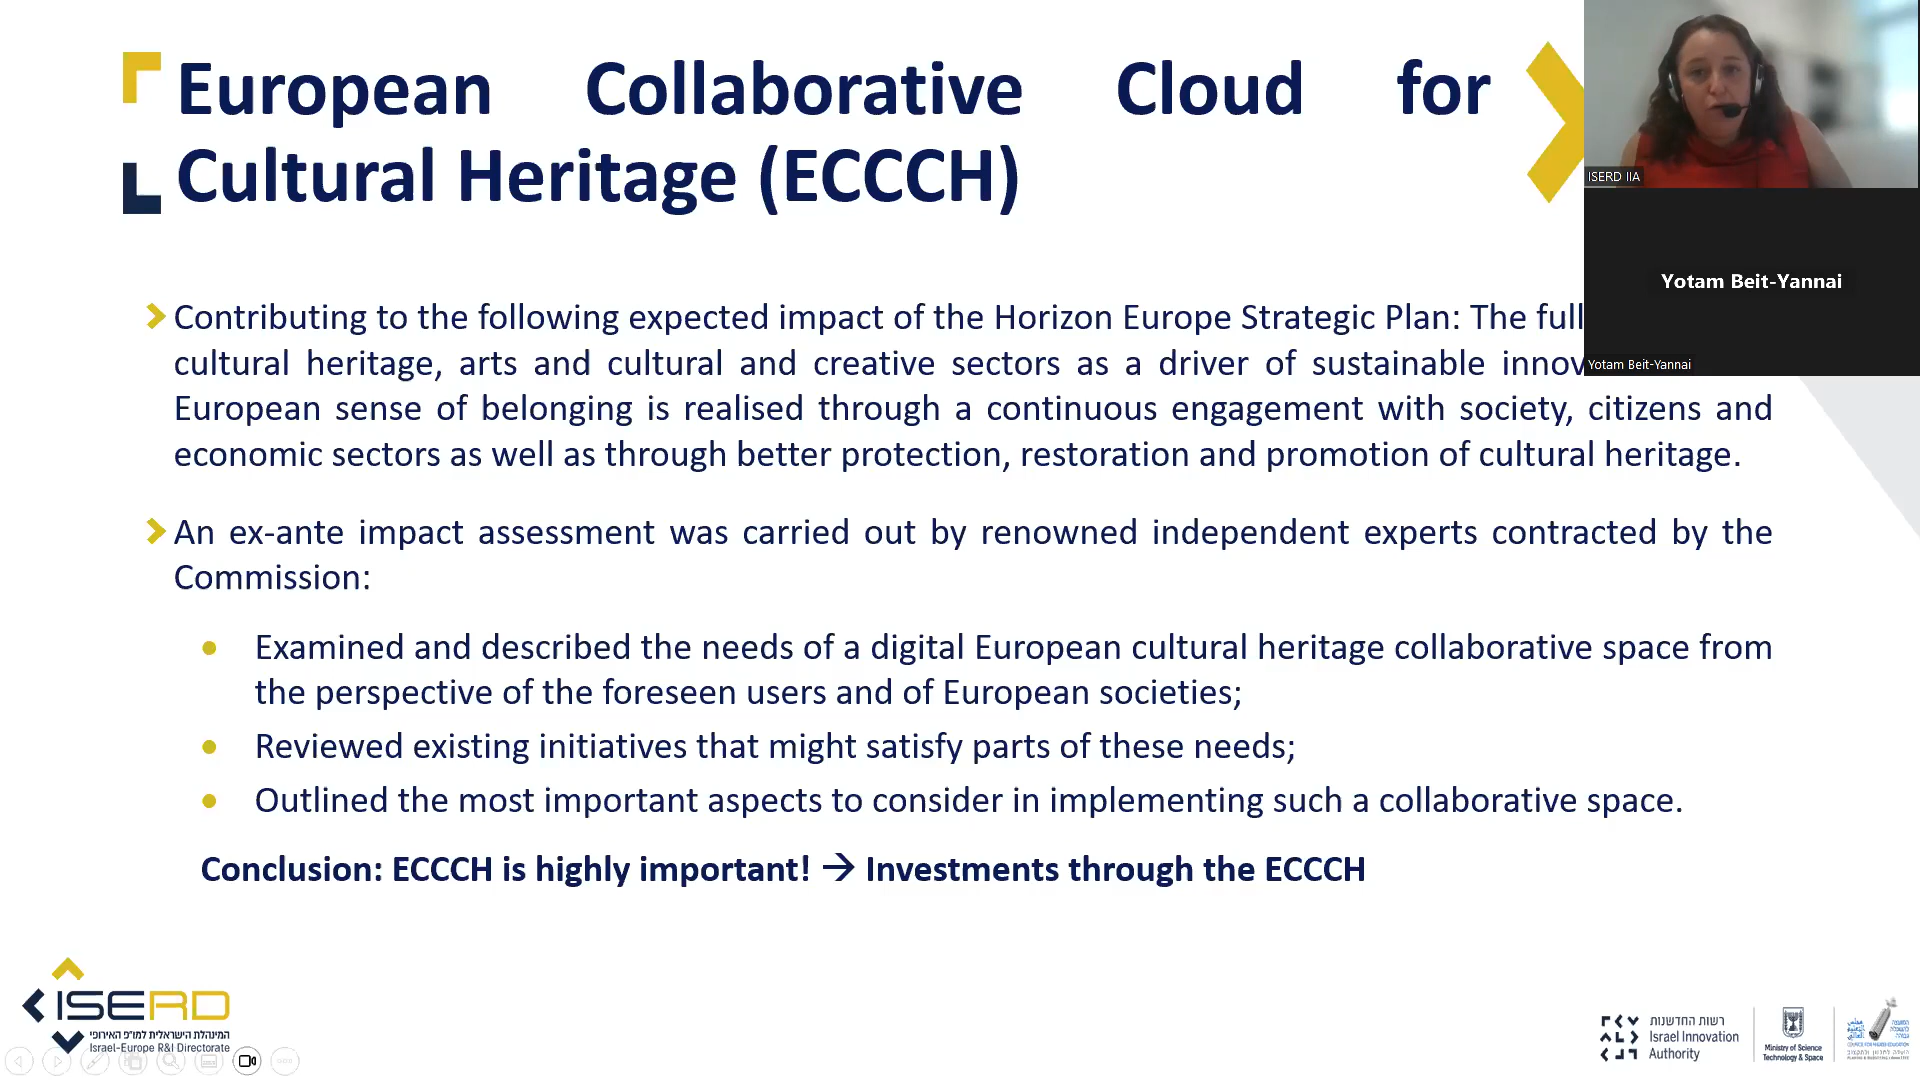 European Collaborative Cloud for
Cultural Heritage (ECCCH)
ISERD IIA
Yotam Beit-Yannai
Yotam Beit-Yannai
Contributing to the following expected impact of the Horizon Europe Strategic Plan: The full
cultural heritage, arts and cultural and creative sectors as a driver of sustainable
European sense of belonging is realised through a continuous engagement with society, citizens and
economic sectors as well as through better protection, restoration and promotion of cultural heritage.
An ex-ante impact assessment was carried out by renowned independent experts contracted by the
Commission:
• Examined and described the needs of a digital European cultural heritage collaborative space from
the perspective of the foreseen users and of European societies;
• Reviewed existing initiatives that might satisfy parts of these needs;
• Outlined the most important aspects to consider in implementing such a collaborative space.
Conclusion: ECCCH is highly important! → Investments through the ECCCH
ISERD
המינהלת הישראלית למו״פ האירופי
Israel-Europe R&I Directorate
רשות החדשנות
Israel Innovation
Authority
Ministry of Science
Technology & Space